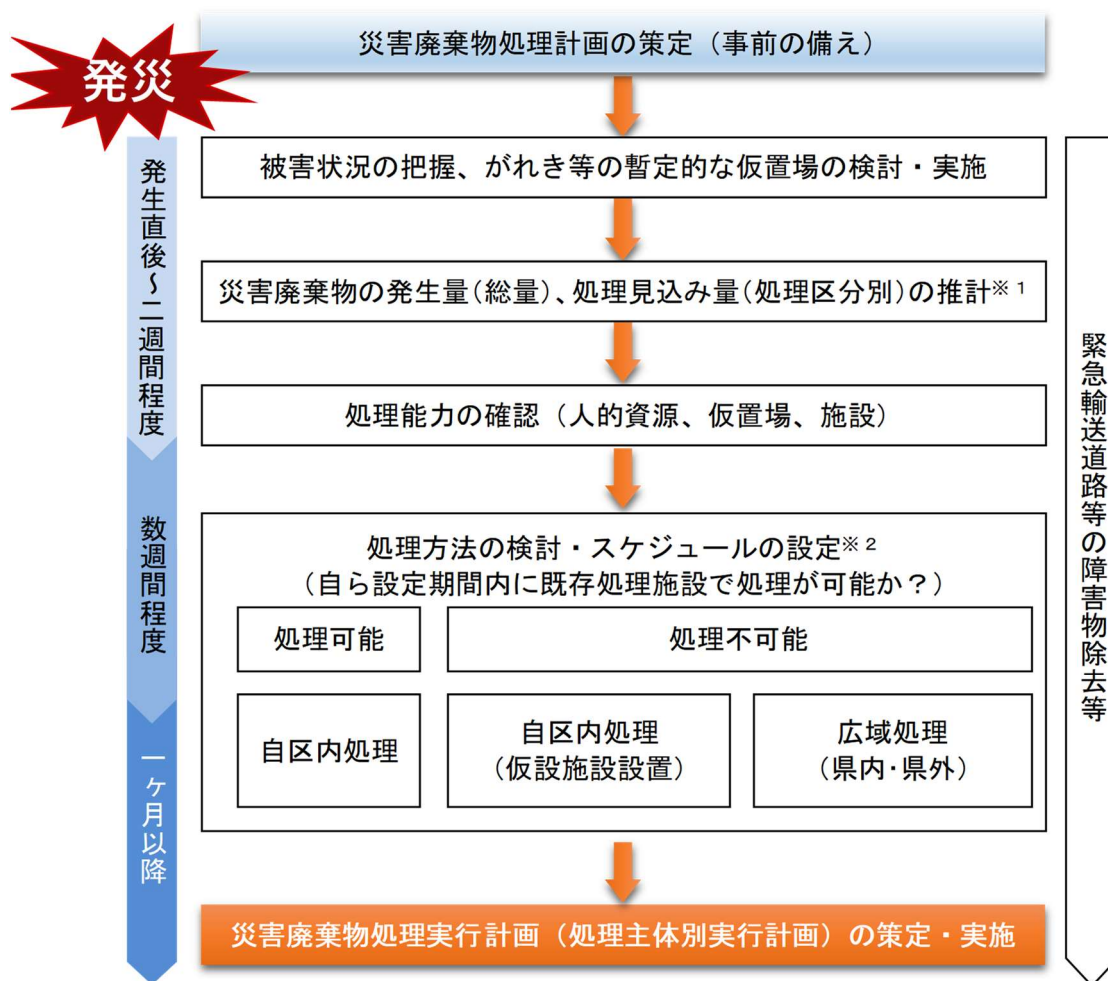 災害廃棄物処理計画の策定（事前の備え）
発災
発生直後～二週間程度
被害状況の把握、がれき等の暫定的な仮置場の検討・実施
災害廃棄物の発生量（総量）、処理見込み量（処理区分別）の推計※1
処理能力の確認（人的資源、仮置場、施設）
数週間程度
処理方法の検討・スケジュールの設定※2
（自ら設定期間内に既存処理施設で処理が可能か？）
処理可能
処理不可能
自区内処理
自区内処理
（仮設施設設置）
広域処理
（県内・県外）
一ヶ月以降
災害廃棄物処理実行計画（処理主体別実行計画）の策定・実施
緊急輸送道路等の障害物除去等